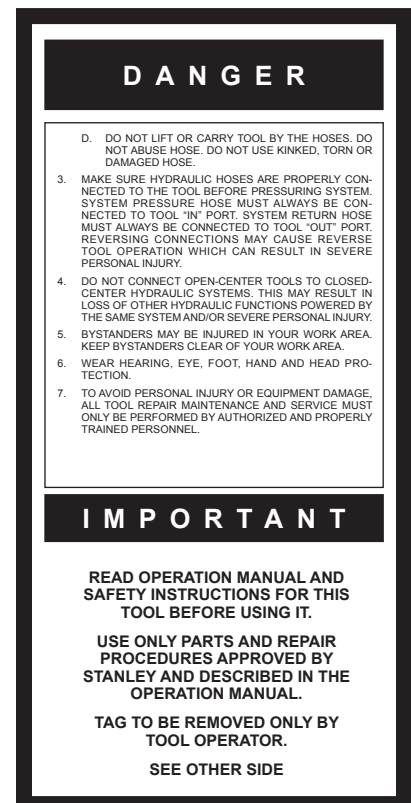 DANGER
D. DO NOT LIFT OR CARRY TOOL BY THE HOSES. DO
NOT ABUSE HOSE. DO NOT USE KINKED, TORN OR
DAMAGED HOSE.
3. MAKE SURE HYDRAULIC HOSES ARE PROPERLY CON-
NECTED TO THE TOOL BEFORE PRESSURING SYSTEM.
SYSTEM PRESSURE HOSE MUST ALWAYS BE CON-
NECTED TO TOOL “IN” PORT. SYSTEM RETURN HOSE
MUST ALWAYS BE CONNECTED TO TOOL “OUT” PORT.
REVERSING CONNECTIONS MAY CAUSE REVERSE
TOOL OPERATION WHICH CAN RESULT IN SEVERE
PERSONAL INJURY.
4. DO NOT CONNECT OPEN-CENTER TOOLS TO CLOSED-
CENTER HYDRAULIC SYSTEMS. THIS MAY RESULT IN
LOSS OF OTHER HYDRAULIC FUNCTIONS POWERED BY
THE SAME SYSTEM AND/OR SEVERE PERSONAL INJURY.
5. BYSTANDERS MAY BE INJURED IN YOUR WORK AREA.
KEEP BYSTANDERS CLEAR OF YOUR WORK AREA.
6. WEAR HEARING, EYE, FOOT, HAND AND HEAD PRO-
TECTION.
7. TO AVOID PERSONAL INJURY OR EQUIPMENT DAMAGE,
ALL TOOL REPAIR MAINTENANCE AND SERVICE MUST
ONLY BE PERFORMED BY AUTHORIZED AND PROPERLY
TRAINED PERSONNEL.
IMPORTANT
READ OPERATION MANUAL AND
SAFETY INSTRUCTIONS FOR THIS
TOOL BEFORE USING IT.
USE ONLY PARTS AND REPAIR
PROCEDURES APPROVED BY
STANLEY AND DESCRIBED IN THE
OPERATION MANUAL.
TAG TO BE REMOVED ONLY BY
TOOL OPERATOR.
SEE OTHER SIDE